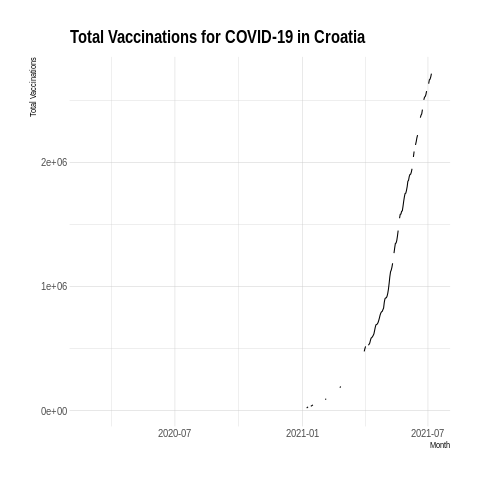 Total Vaccinations for COVID-19 in Croatia
Total Vaccinations
2e+06
1e+06
0e+00
2020-07
2021-01
2021-07
Month